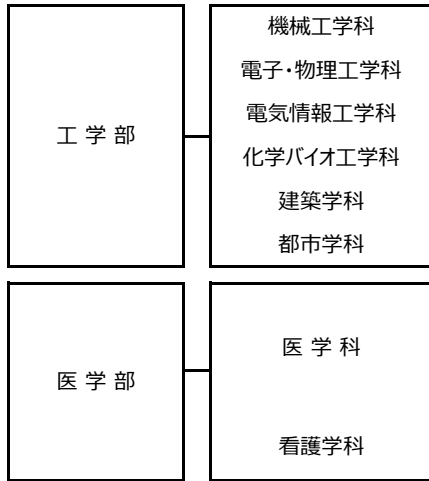 工 学 部
機械工学科
電子・物理工学科
電気情報工学科
化学バイオ工学科
建築学科
都市学科
医 学 部
医 学 科
看護学科